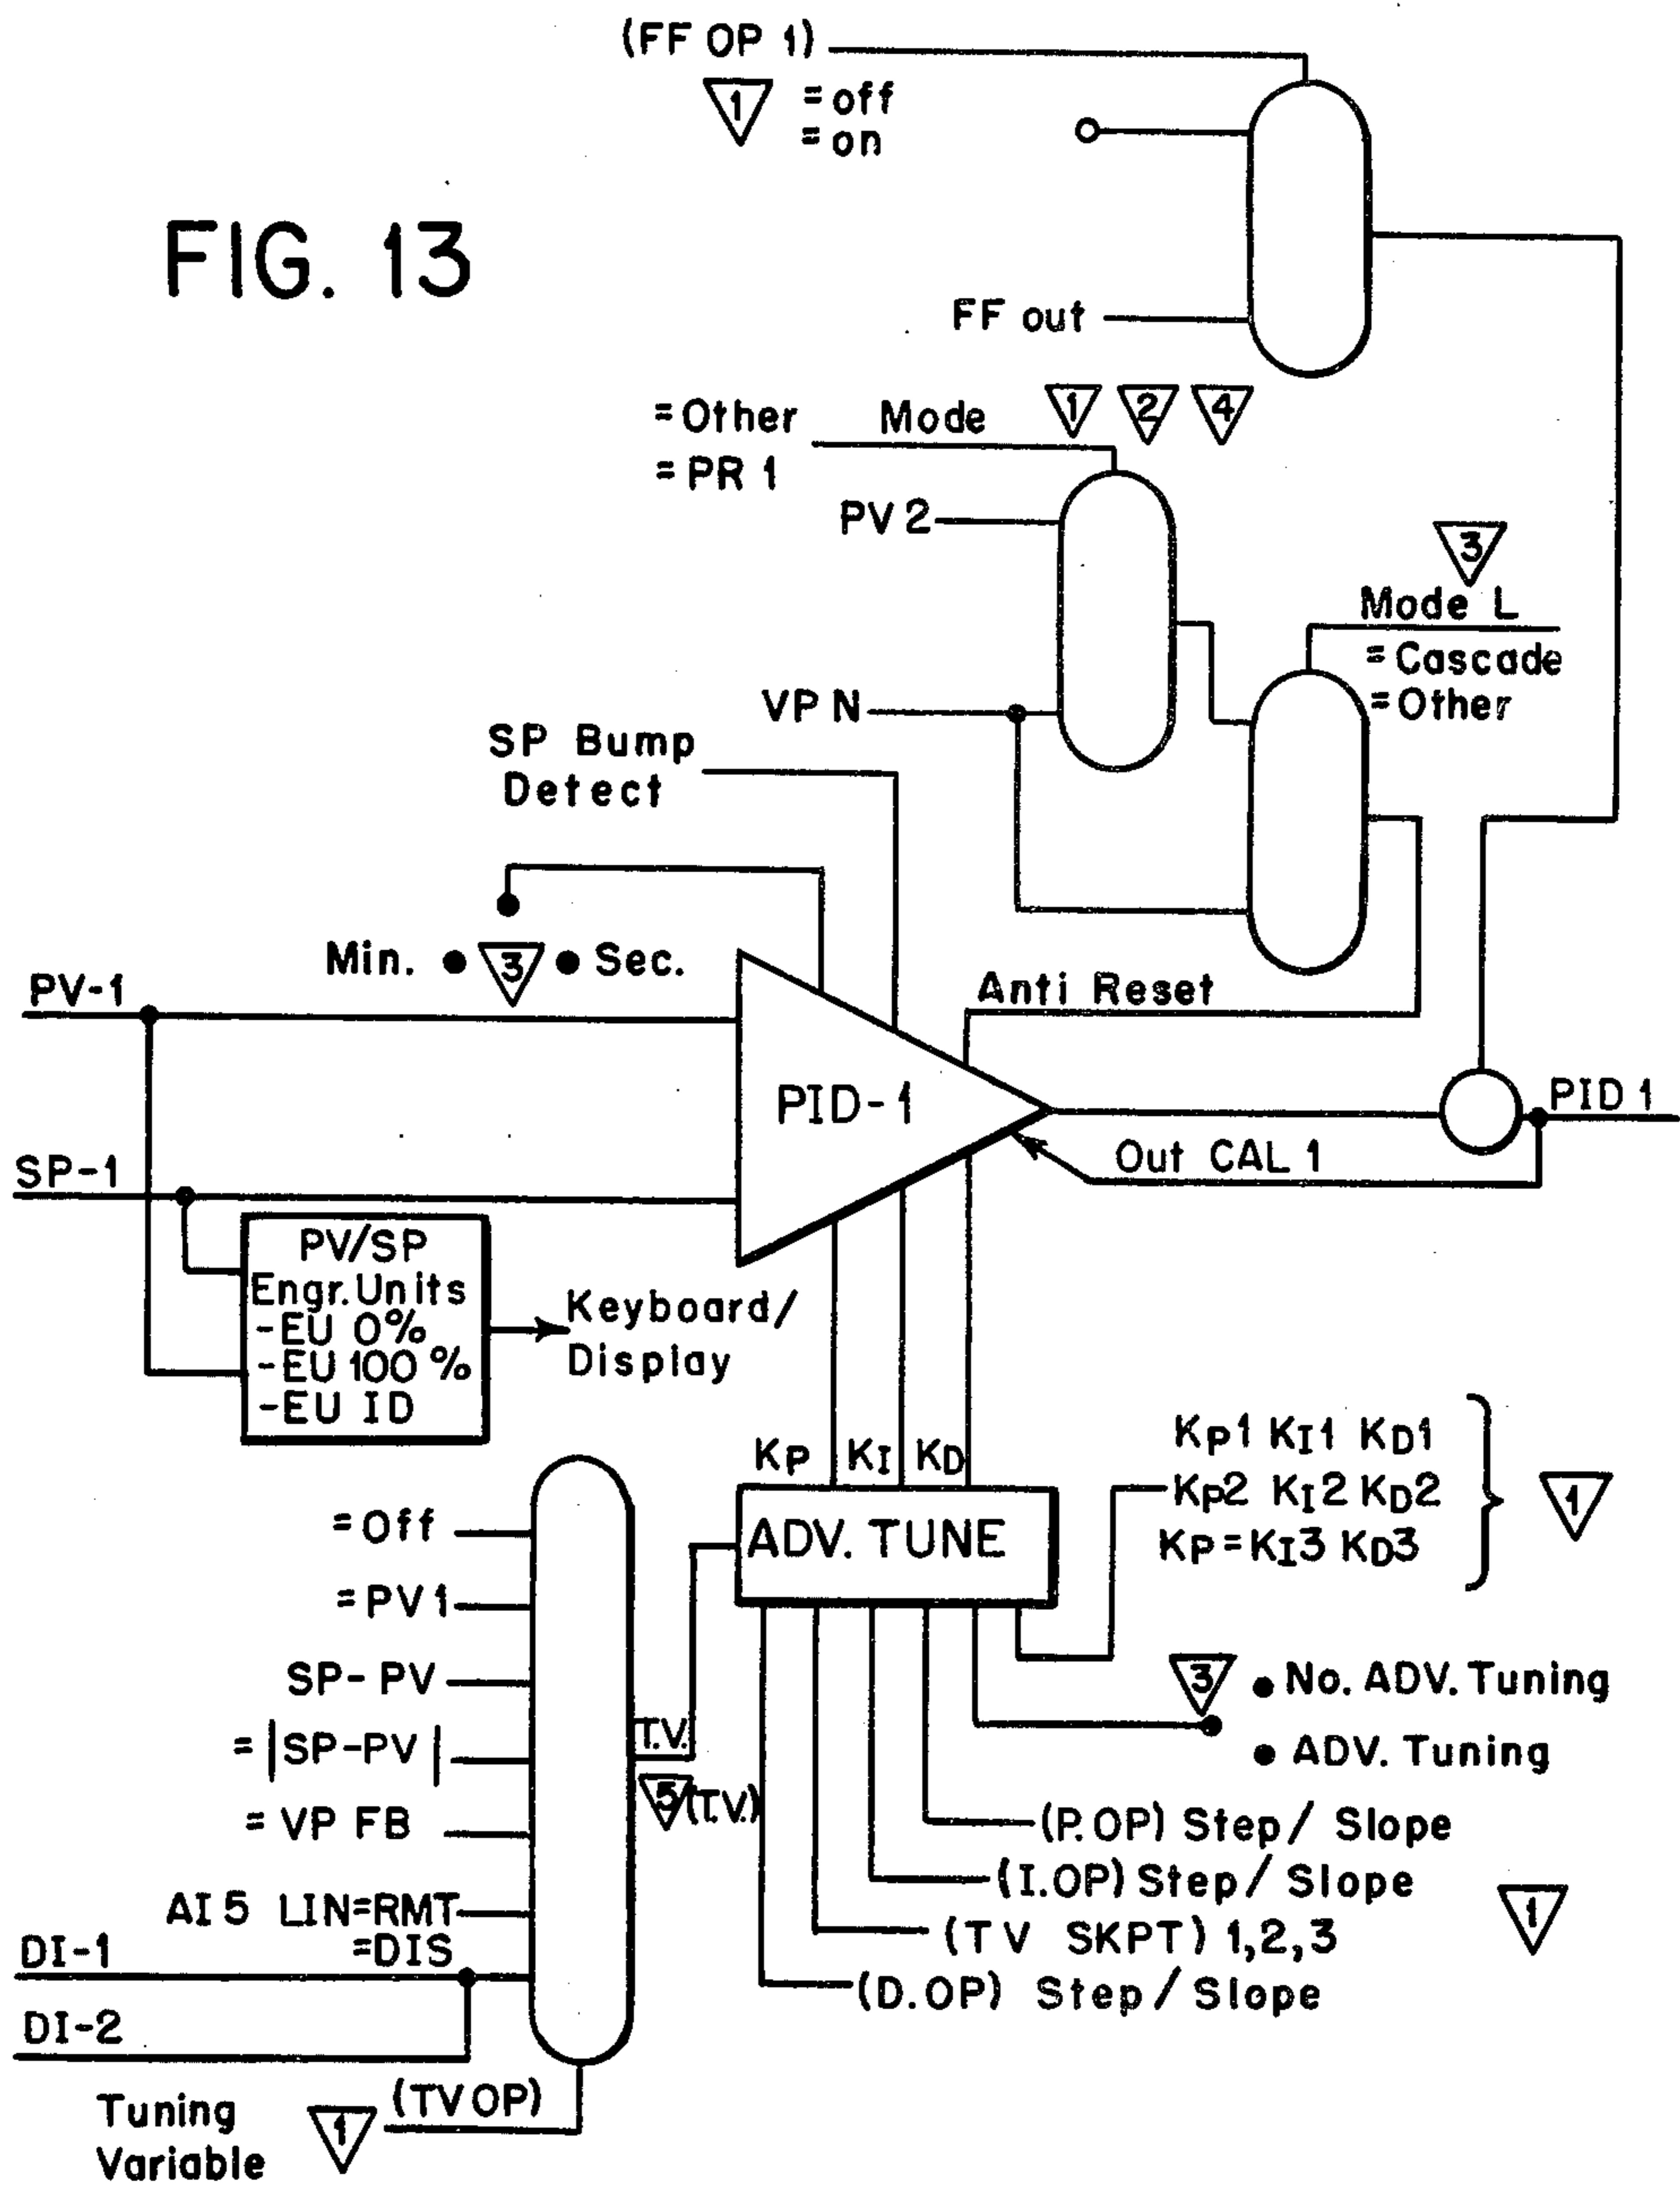 (FF OP 1)
1 =off
=on
FIG. 13
FF out
=Other Mode 1 2 4
=PR 1
PV 2
3
Mode L
=Cascade
=Other
VP N
SP Bump
Detect
Min. • 3 • Sec.
PV-1
Anti Reset
PID-1
PID 1
Out CAL 1
SP-1
PV/SP
Engr. Units
-EU 0%
-EU 100 %
-EU ID
Keyboard/
Display
KP KI KD
KP1 KI1 KD1
KP2 KI2 KD2
KP=KI3 KD3
1
ADV. TUNE
=Off
=PV 1
SP-PV
=|SP-PV|
=VP FB
AI 5 LIN=RMT
=DIS
DI-1
DI-2
T.V.
5 (T.V.)
3 • No. ADV. Tuning
• ADV. Tuning
(P.OP) Step/ Slope
(I.OP) Step/ Slope
(TV SKPT) 1,2,3
(D.OP) Step/Slope
1
Tuning
Variable
1 (TV OP)